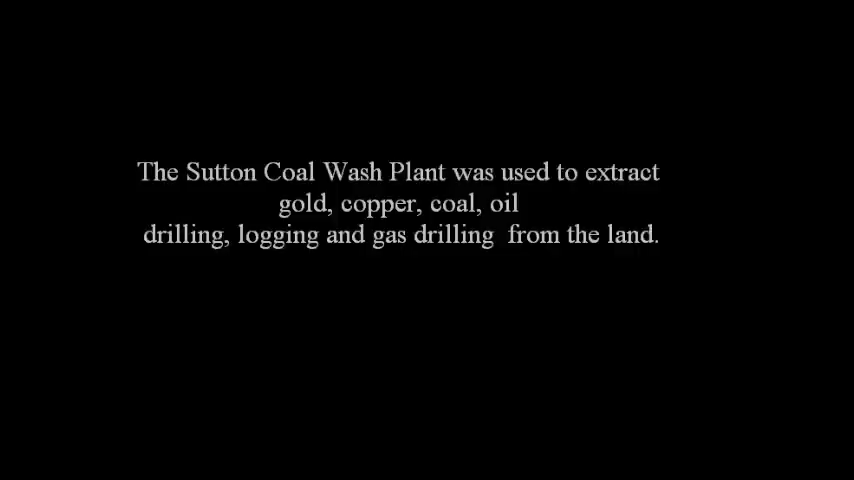 The Sutton Coal Wash Plant was used to extract
gold, copper, coal, oil
drilling, logging and gas drilling  from the land.